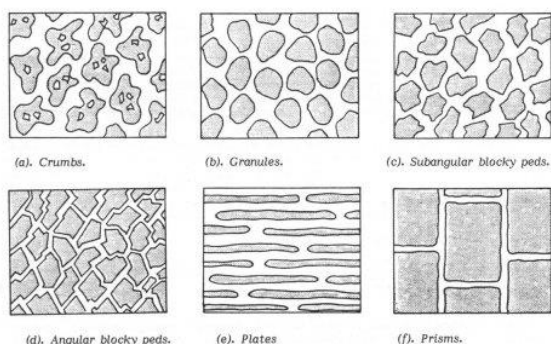 (a). Crumbs.
(b). Granules.
(c). Subangular blocky peds.
(d). Angular blocky peds.
(e). Plates
(f). Prisms.